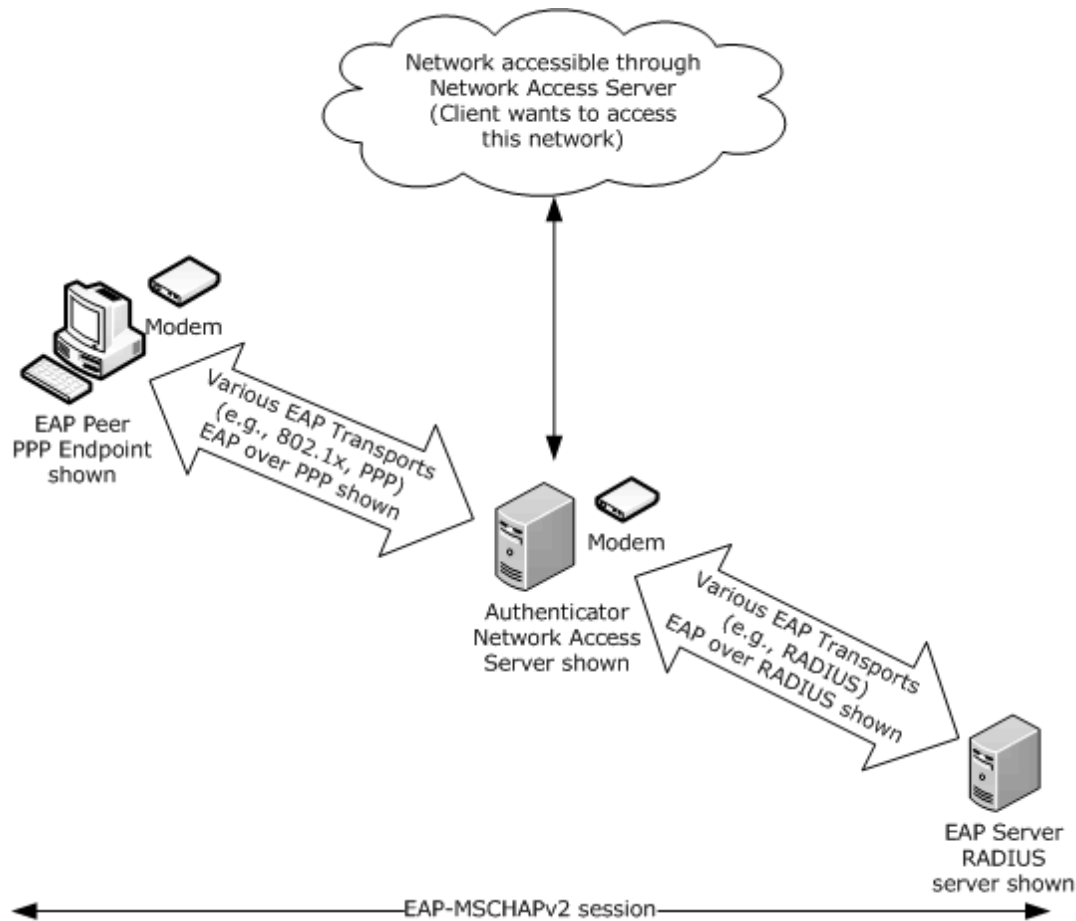 Network accessible through
Network Access Server
(Client wants to access
this network)
Modem
EAP Peer
PPP Endpoint
shown
Various EAP Transports
(e.g., 802.1x, PPP)
EAP over PPP shown
Modem
Authenticator
Network Access
Server shown
Various EAP Transports
(e.g., RADIUS)
EAP over RADIUS shown
EAP Server
RADIUS
server shown
EAP-MSCHAPv2 session